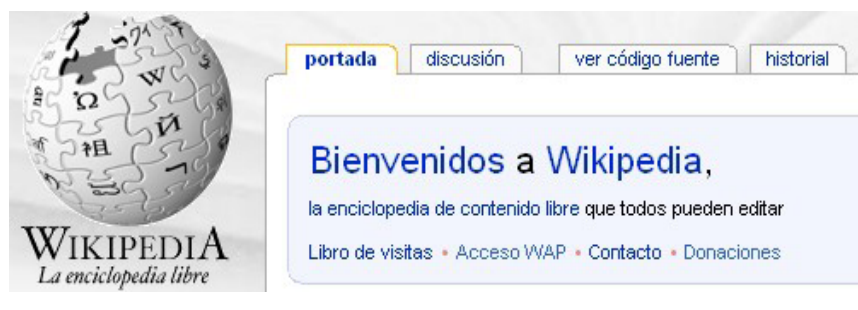 portada discusión ver código fuente historial
Bienvenidos a Wikipedia,
la enciclopedia de contenido libre que todos pueden editar
Libro de visitas • Acceso WAP • Contacto • Donaciones
WIKIPEDIA
La enciclopedia libre
Ω
W
И
祖